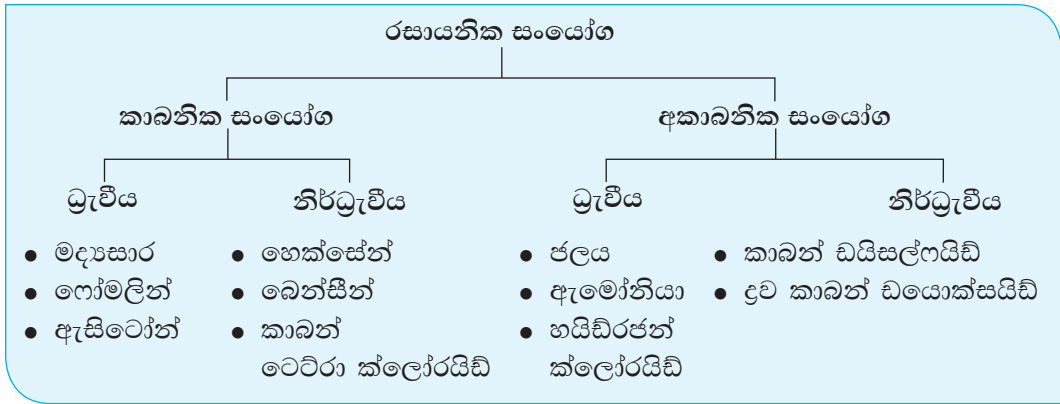 රසායනික සංයෝග
කාබනික සංයෝග
අකාබනික සංයෝග
ධ්‍රැවීය
නිර්ධ්‍රැවීය
ධ්‍රැවීය
නිර්ධ්‍රැවීය
● මද්‍යසාර
● ෆෝමලින්
● ඇසිටෝන්
● හෙක්සේන්
● බෙන්සීන්
● කාබන්
ටෙට්රා ක්ලෝරයිඩ්
● ජලය
● ඇමෝනියා
● හයිඩ්රජන්
ක්ලෝරයිඩ්
● කාබන් ඩයිසල්ෆයිඩ්
● ද්‍රව කාබන් ඩයොක්සයිඩ්